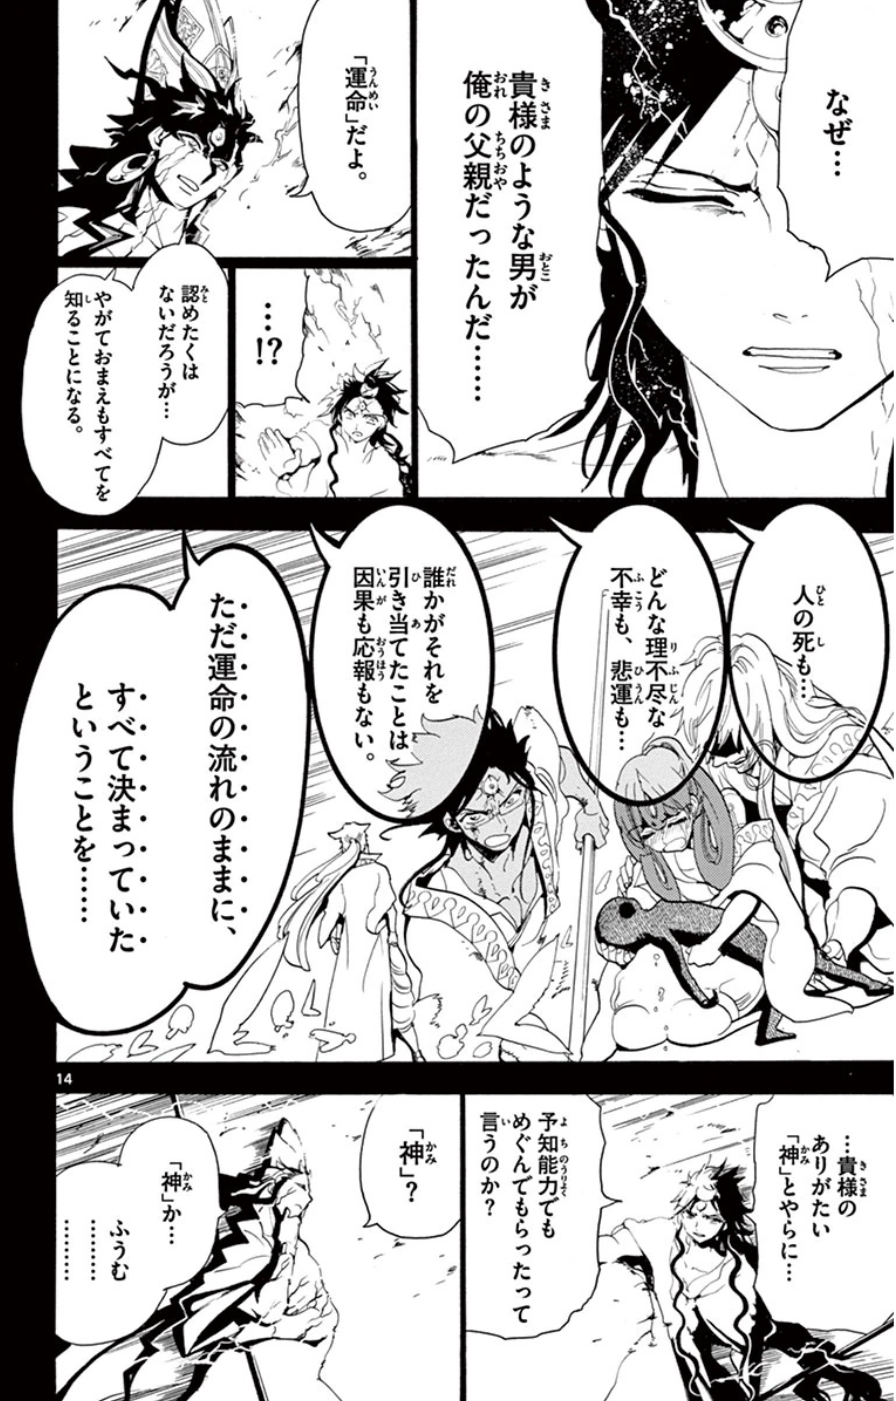 なぜ…
貴様のような男が
俺の父親だったんだ……
「運命」だよ。
…!?
認めたくは
ないだろうが…
やがておまえもすべてを
知ることになる。
人の死も…
どんな理不尽な
不幸も、悲運も…
誰かがそれを
引き当てたことは
因果も応報もない。
ただ運命の流れのままに、
すべて決まっていた
ということを……
14
…貴様の
ありがたい
「神」とやらに…
予知能力でも
めぐんでもらったって
言うのか?
「神」?
「神」か…
ふうむ
………
………